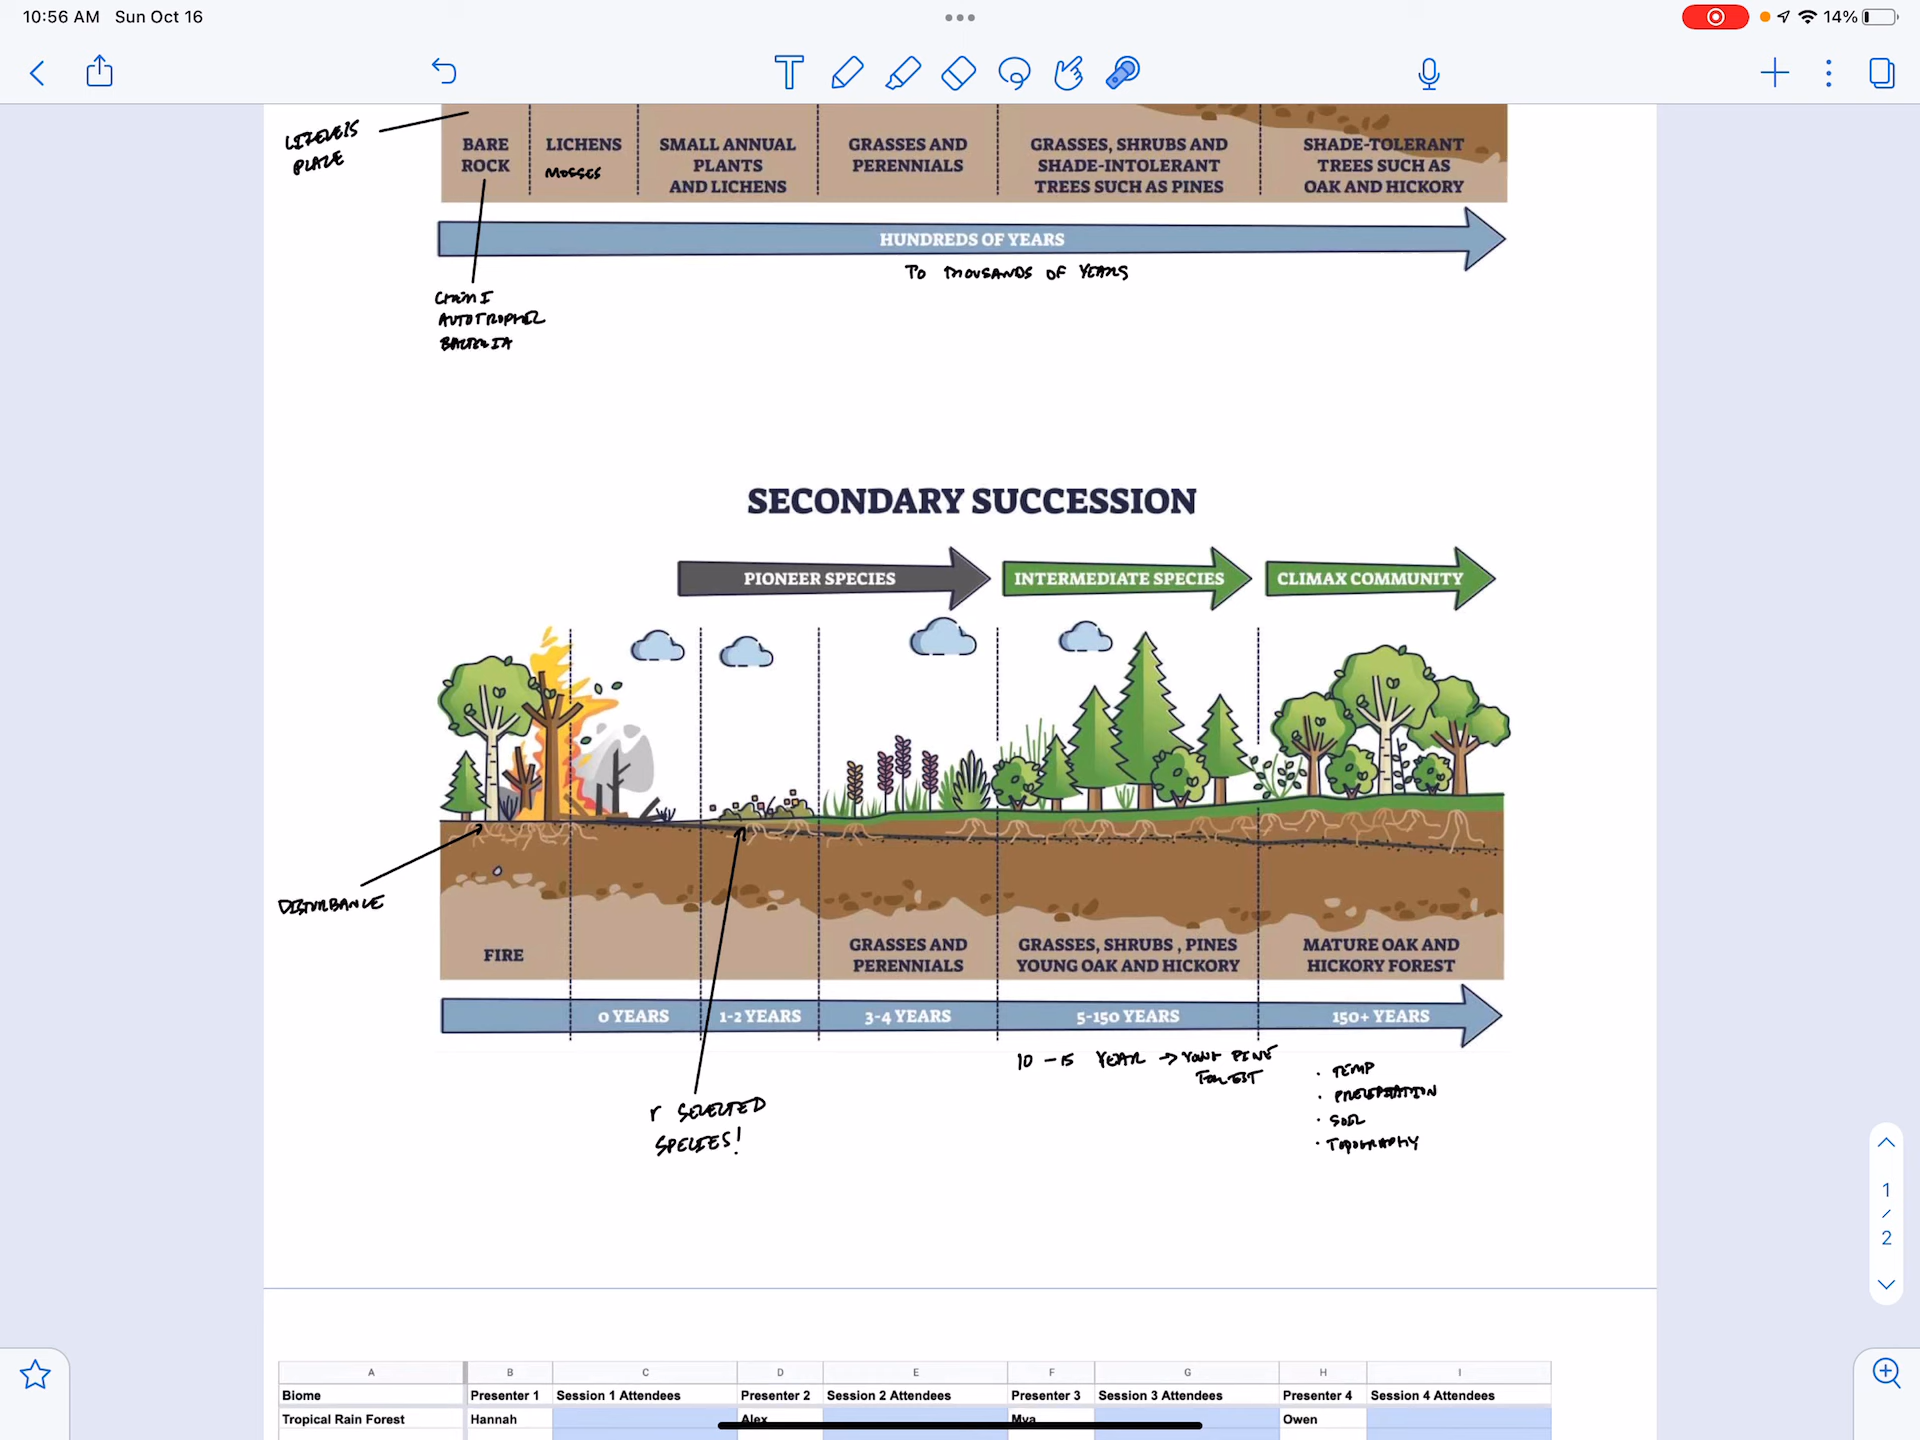 10:56 AM Sun Oct 16
14%
PLACE
BARE
ROCK
LICHENS
MOSSES
SMALL ANNUAL
PLANTS
AND LICHENS
GRASSES AND
PERENNIALS
GRASSES, SHRUBS AND
SHADE-INTOLERANT
TREES SUCH AS PINES
SHADE-TOLERANT
TREES SUCH AS
OAK AND HICKORY
HUNDREDS OF YEARS
TO THOUSANDS OF YEARS
BACTERIA
SECONDARY SUCCESSION
PIONEER SPECIES
INTERMEDIATE SPECIES
CLIMAX COMMUNITY
DISTURBANCE
FIRE
GRASSES AND
PERENNIALS
GRASSES, SHRUBS , PINES
YOUNG OAK AND HICKORY
MATURE OAK AND
HICKORY FOREST
0 YEARS
1-2 YEARS
3-4 YEARS
5-150 YEARS
150+ YEARS
10 - 15 YEAR → YOUNG PINE
FOREST
· TEMP
· PRECIPITATION
· SOIL
· TOPOGRAPHY
r SELECTED
SPECIES!
1
/
2
A B C D E F G H I
Biome Presenter 1 Session 1 Attendees Presenter 2 Session 2 Attendees Presenter 3 Session 3 Attendees Presenter 4 Session 4 Attendees
Tropical Rain Forest Hannah Alex Mya Owen